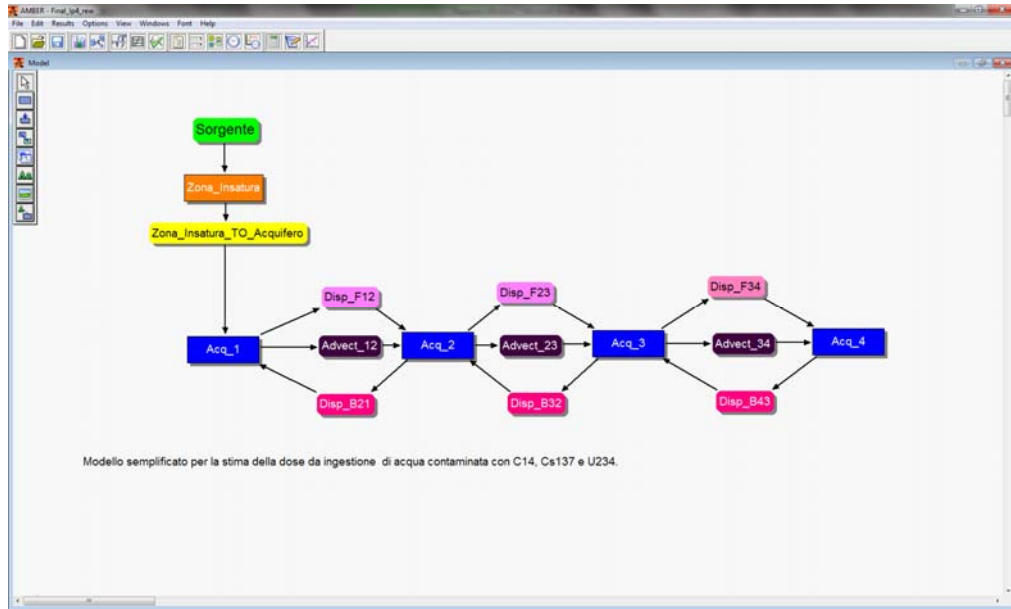 AMBER - Final_lp4_rew
File Edit Results Options View Windows Font Help
Model
Sorgente
Zona_Insatura
Zona_Insatura_TO_Acquifero
Disp_F12 Disp_F23 Disp_F34
Acq_1 Advect_12 Acq_2 Advect_23 Acq_3 Advect_34 Acq_4
Disp_B21 Disp_B32 Disp_B43
Modello semplificato per la stima della dose da ingestione di acqua contaminata con C14, Cs137 e U234.